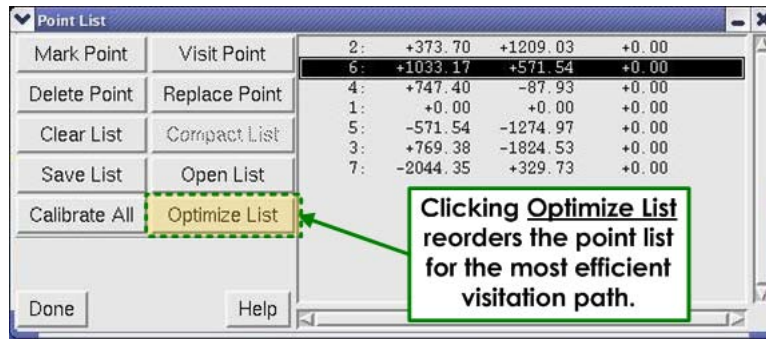 Point List
Mark Point
Visit Point
Delete Point
Replace Point
Clear List
Compact List
Save List
Open List
Calibrate All
Optimize List
Done
Help
2: +373.70 +1209.03 +0.00
6: +1033.17 +571.54 +0.00
4: +747.40 -87.93 +0.00
1: +0.00 +0.00 +0.00
5: -571.54 -1274.97 +0.00
3: +769.38 -1824.53 +0.00
7: -2044.35 +329.73 +0.00
Clicking Optimize List
reorders the point list
for the most efficient
visitation path.